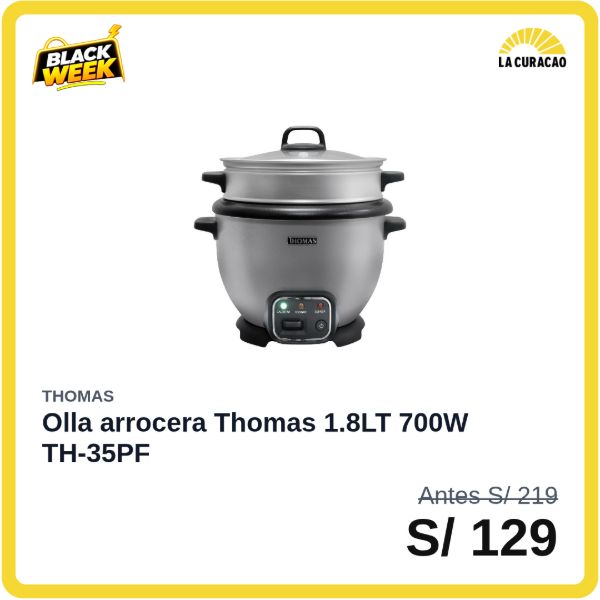 BLACK
WEEK
LA CURACAO
THOMAS
THOMAS
Olla arrocera Thomas 1.8LT 700W
TH-35PF
Antes S/ 219
S/ 129